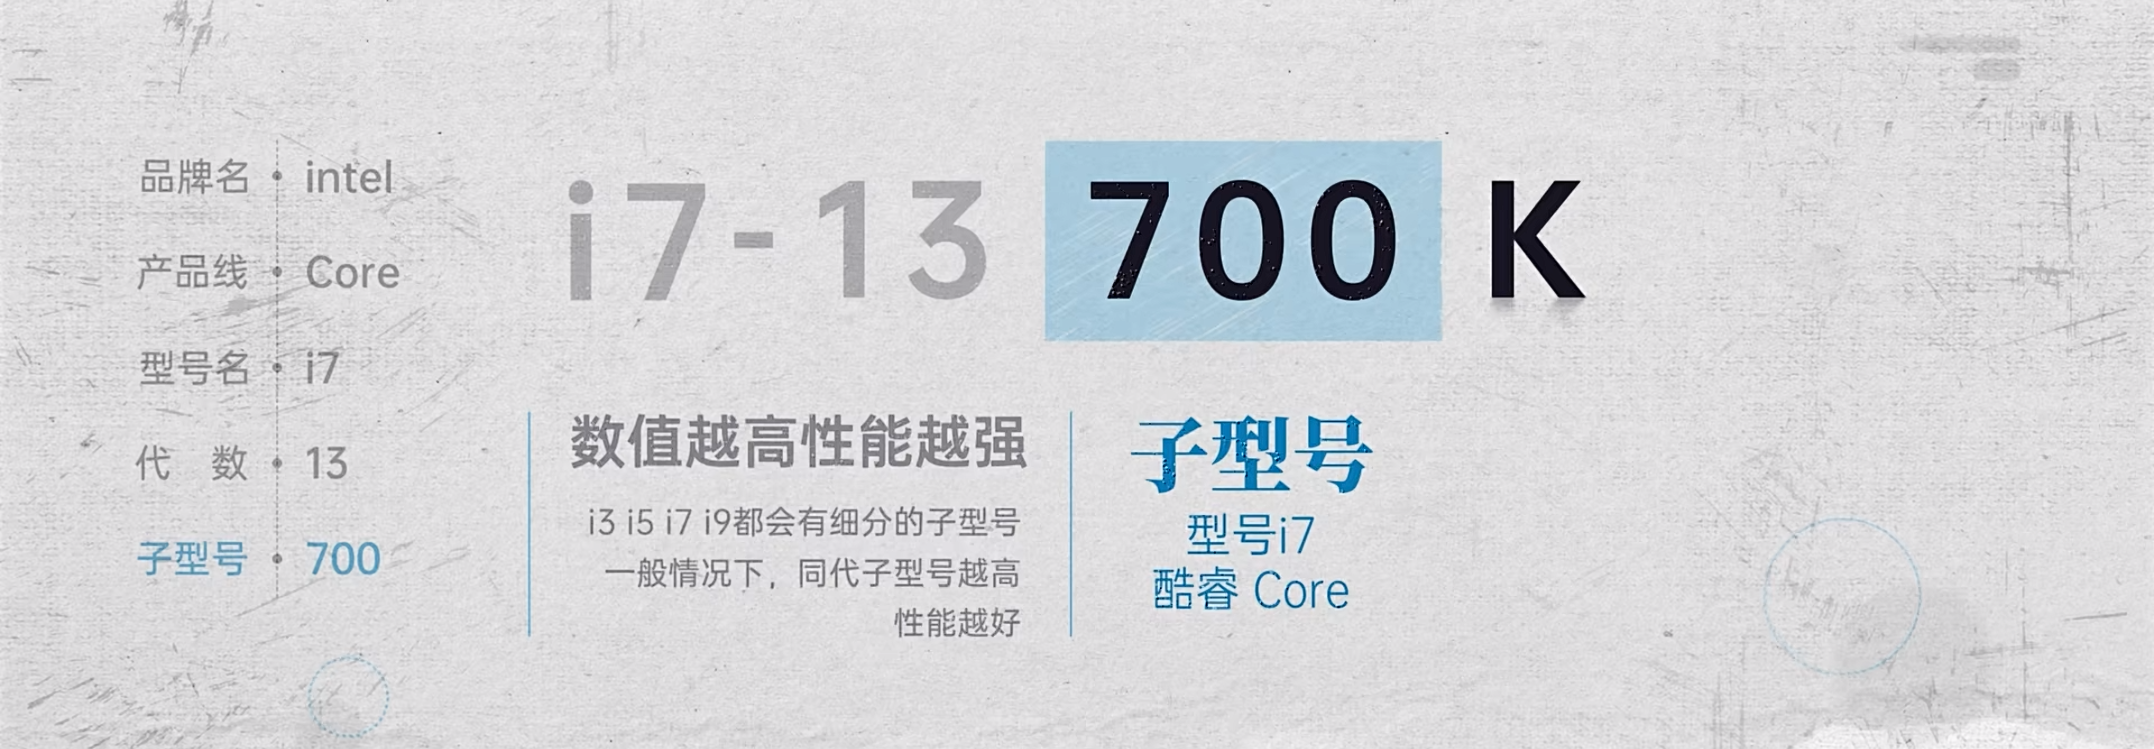 品牌名 • intel
产品线 • Core
型号名 • i7
代 数 • 13
子型号 • 700
i7-13 700 K
数值越高性能越强
i3 i5 i7 i9都会有细分的子型号
一般情况下，同代子型号越高
性能越好
子型号
型号i7
酷睿 Core